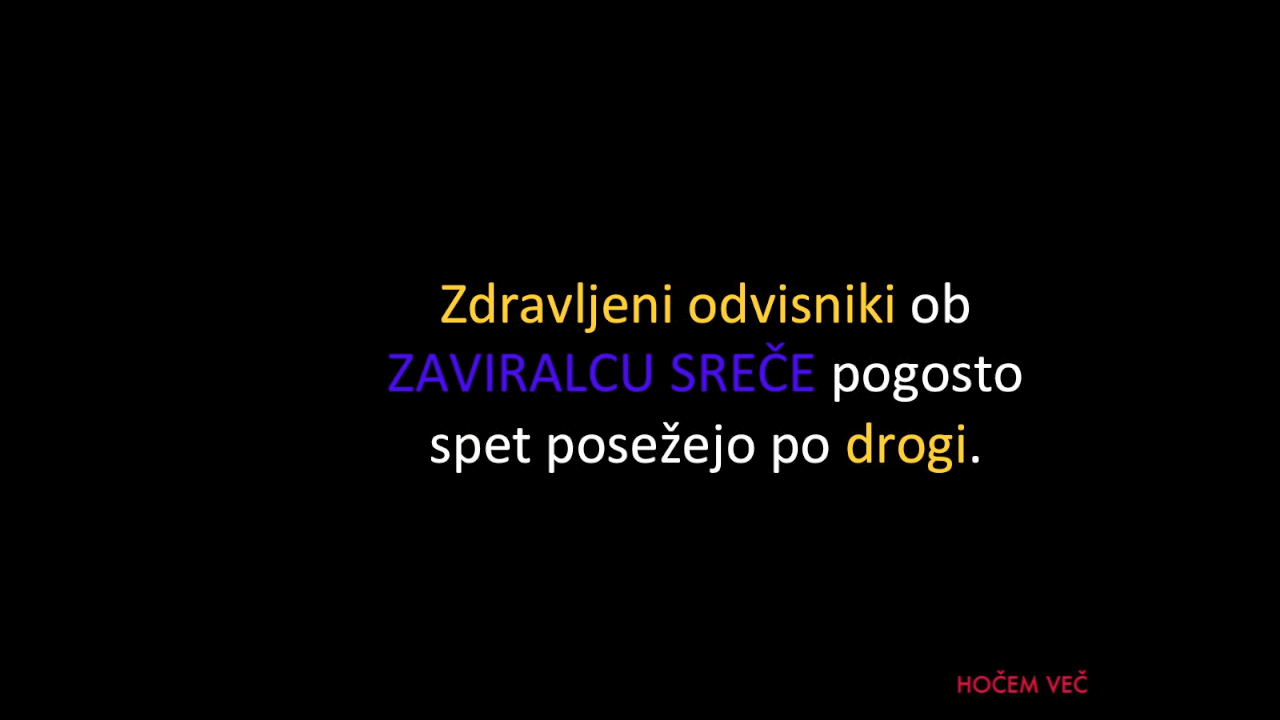 Zdravljeni odvisniki ob
ZAVIRALCU SREČE pogosto
spet posežejo po drogi.
HOČEM VEČ